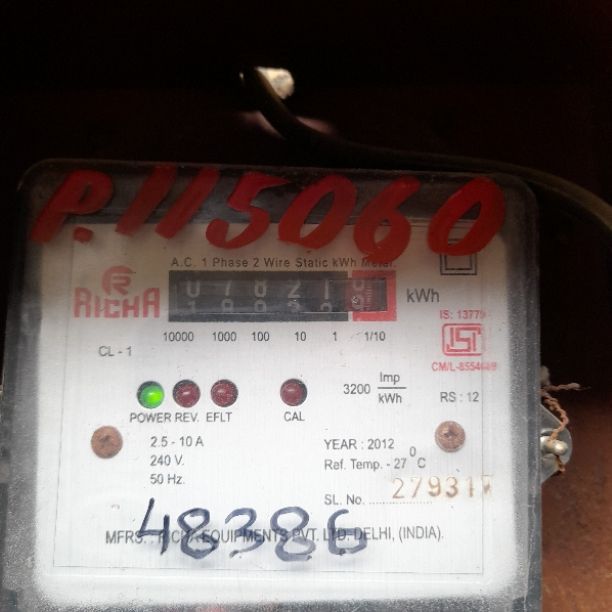 P.115060
A.C. 1 Phase 2 Wire Static kWh Meter.
RICHA
kWh
IS: 13779
10000 1000 100 10 1 1/10
CL - 1
CM/L-8554689
3200 Imp
kWh
RS : 12
POWER REV. EFLT CAL
2.5 - 10 A
240 V.
50 Hz.
YEAR : 2012
Ref. Temp. - 27 0 C
SL. No. 279317
48386
MFRS. RICHA EQUIPMENTS PVT. LTD. DELHI, (INDIA).